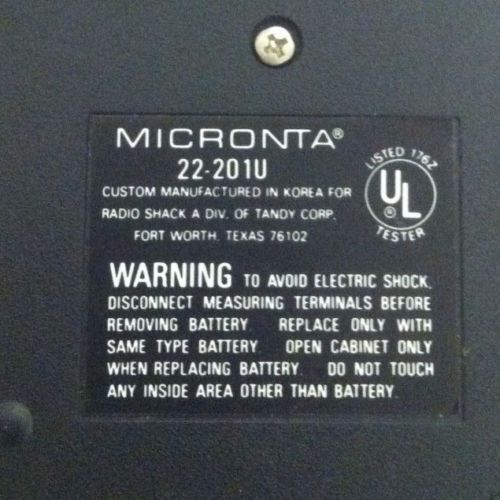 MICRONTA®
22-201U
CUSTOM MANUFACTURED IN KOREA FOR
RADIO SHACK A DIV. OF TANDY CORP.
FORT WORTH, TEXAS 76102
LISTED 176Z
UL ®
TESTER
WARNING TO AVOID ELECTRIC SHOCK,
DISCONNECT MEASURING TERMINALS BEFORE
REMOVING BATTERY. REPLACE ONLY WITH
SAME TYPE BATTERY. OPEN CABINET ONLY
WHEN REPLACING BATTERY. DO NOT TOUCH
ANY INSIDE AREA OTHER THAN BATTERY.